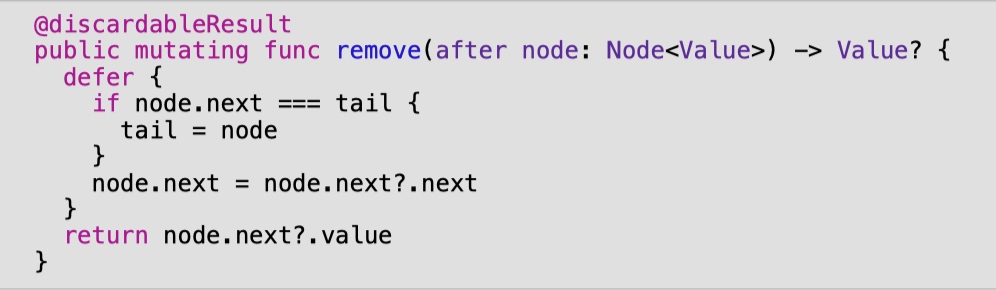 @discardableResult
public mutating func remove(after node: Node<Value>) -> Value? {
  defer {
    if node.next === tail {
      tail = node
    }
    node.next = node.next?.next
  }
  return node.next?.value
}